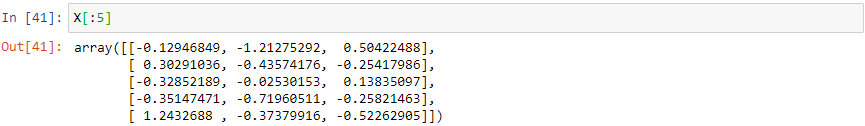 In [41]: X[:5]
Out[41]: array([[-0.12946849, -1.21275292,  0.50422488],
       [ 0.30291036, -0.43574176, -0.25417986],
       [-0.32852189, -0.02530153,  0.13835097],
       [-0.35147471, -0.71960511, -0.25821463],
       [ 1.2432688 , -0.37379916, -0.52262905]])